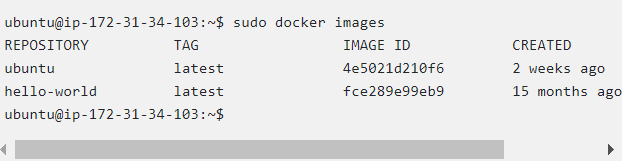 ubuntu@ip-172-31-34-103:~$ sudo docker images
REPOSITORY TAG IMAGE ID CREATED
ubuntu latest 4e5021d210f6 2 weeks ago
hello-world latest fce289e99eb9 15 months ago
ubuntu@ip-172-31-34-103:~$